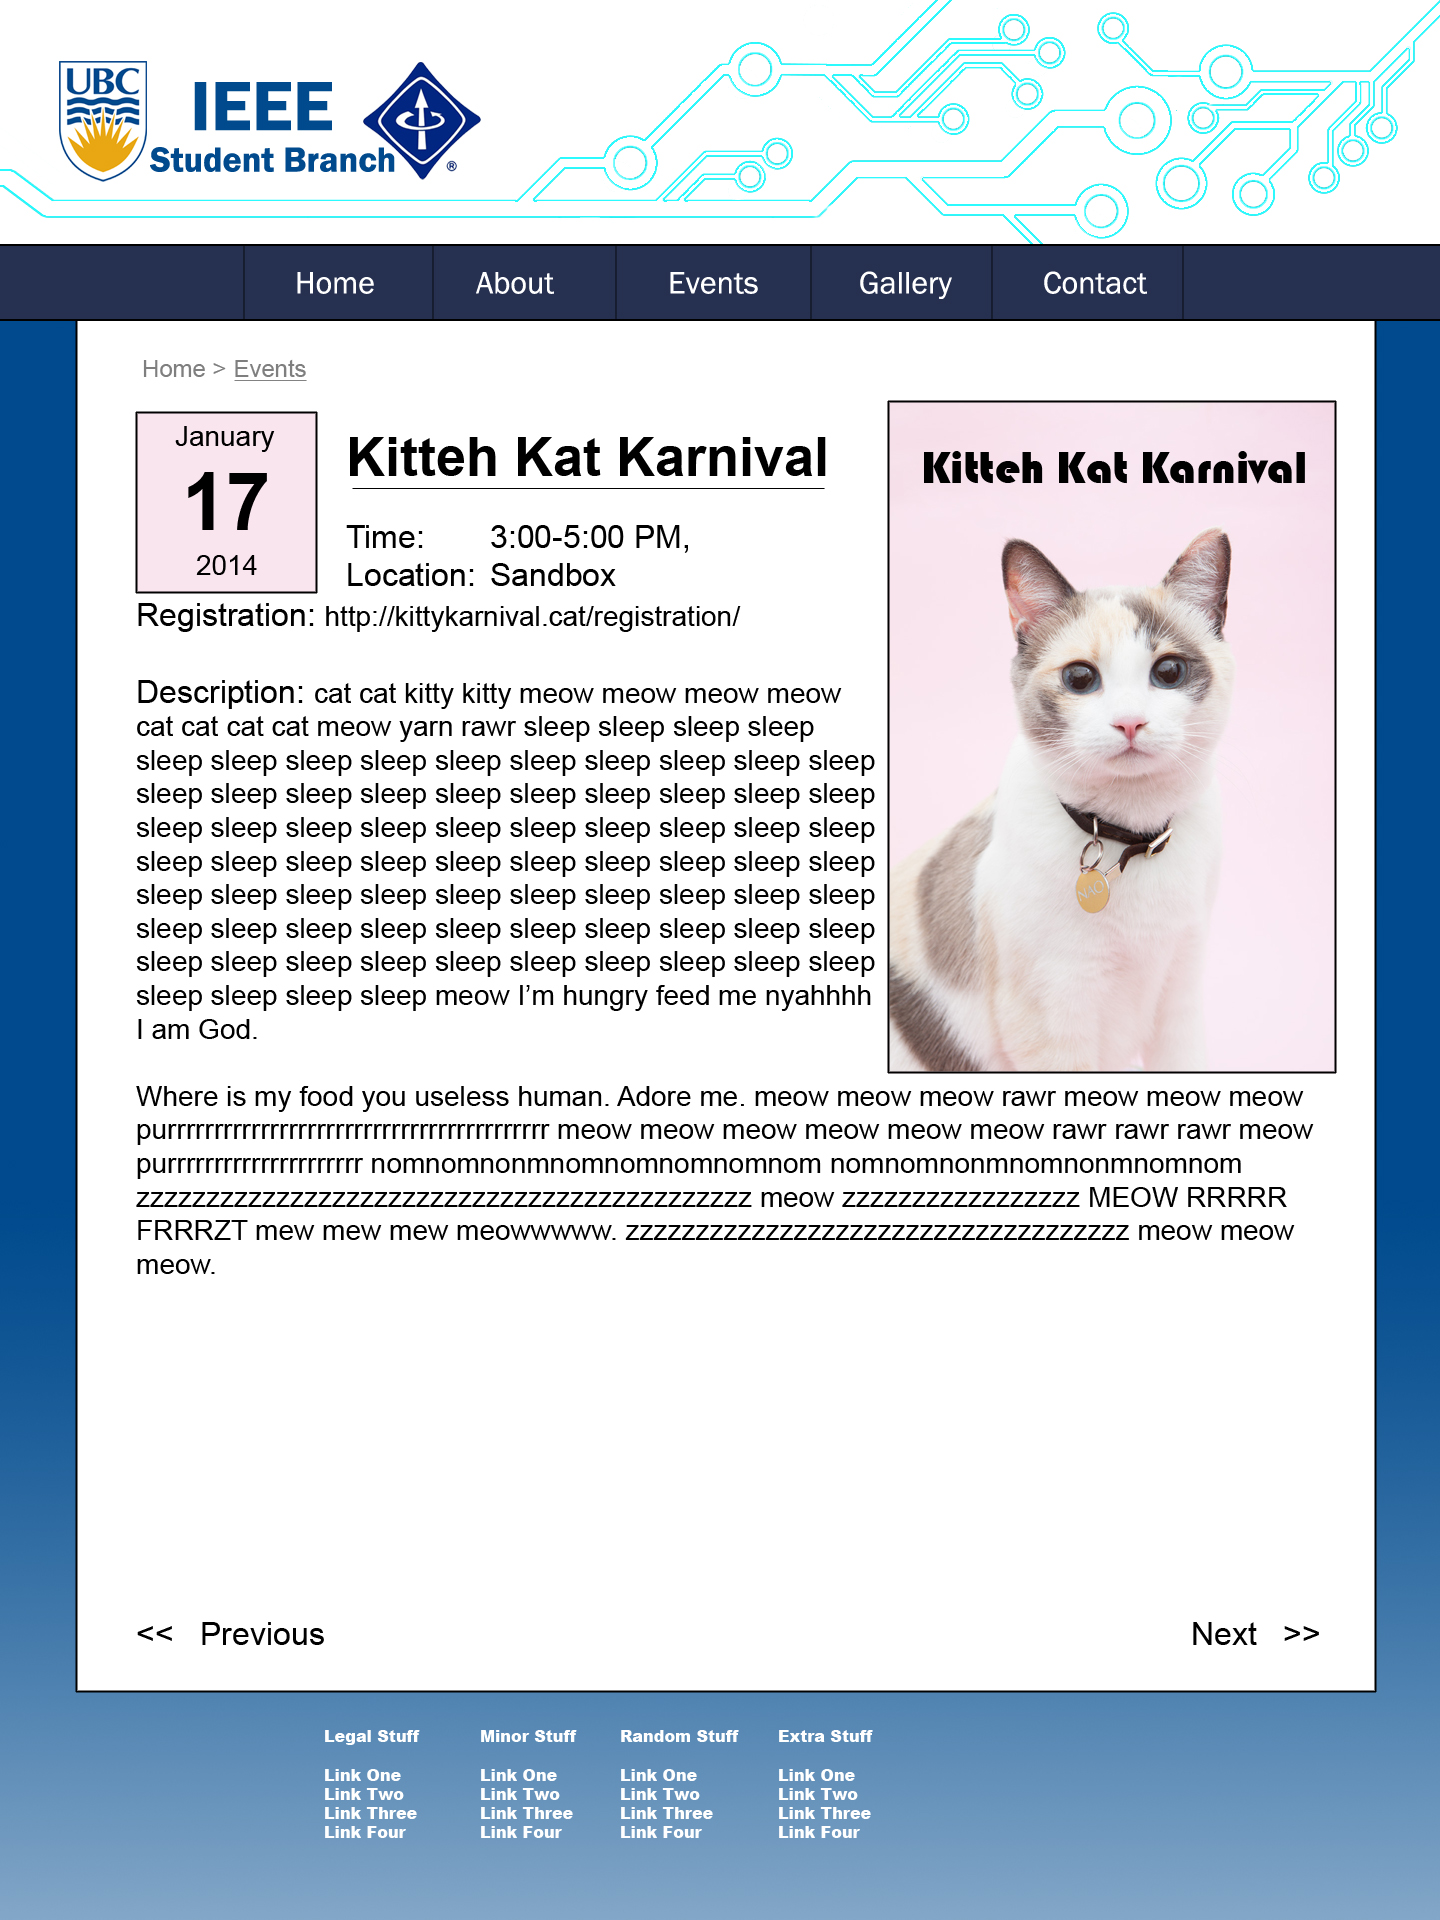 UBC
IEEE
Student Branch
®
Home About Events Gallery Contact
Home > Events
January
17
2014
Kitteh Kat Karnival
Time: 3:00-5:00 PM,
Location: Sandbox
Registration: http://kittykarnival.cat/registration/
Kitteh Kat Karnival
NAO
Description: cat cat kitty kitty meow meow meow meow
cat cat cat cat meow yarn rawr sleep sleep sleep sleep
sleep sleep sleep sleep sleep sleep sleep sleep sleep sleep
sleep sleep sleep sleep sleep sleep sleep sleep sleep sleep
sleep sleep sleep sleep sleep sleep sleep sleep sleep sleep
sleep sleep sleep sleep sleep sleep sleep sleep sleep sleep
sleep sleep sleep sleep sleep sleep sleep sleep sleep sleep
sleep sleep sleep sleep sleep sleep sleep sleep sleep sleep
sleep sleep sleep sleep sleep sleep sleep sleep sleep sleep
sleep sleep sleep sleep meow I’m hungry feed me nyahhhh
I am God.
Where is my food you useless human. Adore me. meow meow meow rawr meow meow meow
purrrrrrrrrrrrrrrrrrrrrrrrrrrrrrrrrrrrrrrrr meow meow meow meow meow meow rawr rawr rawr meow
purrrrrrrrrrrrrrrrrrrrr nomnomnonmnomnomnomnomnom nomnomnonmnomnonmnomnom
zzzzzzzzzzzzzzzzzzzzzzzzzzzzzzzzzzzzzzzzzzzz meow zzzzzzzzzzzzzzzzz MEOW RRRRR
FRRRZT mew mew mew meowwwww. zzzzzzzzzzzzzzzzzzzzzzzzzzzzzzzzzzzz meow meow
meow.
<< Previous Next >>
Legal Stuff Minor Stuff Random Stuff Extra Stuff
Link One Link One Link One Link One
Link Two Link Two Link Two Link Two
Link Three Link Three Link Three Link Three
Link Four Link Four Link Four Link Four